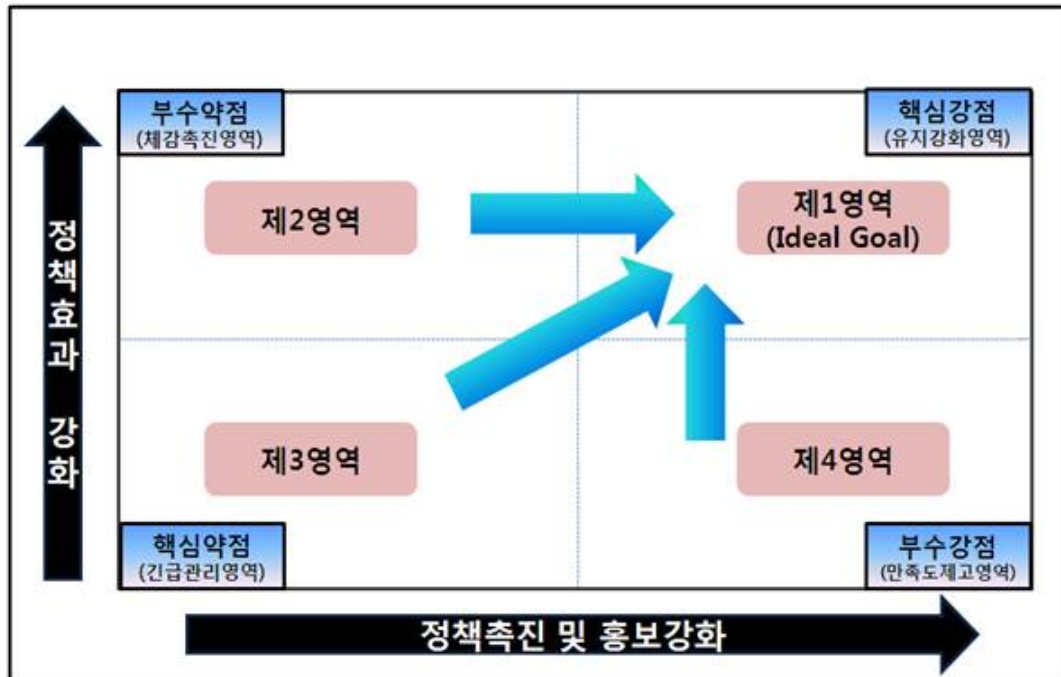 부수약점
(체감촉진영역)
핵심강점
(유지강화영역)
제2영역
제1영역
(Ideal Goal)
정책효과 강화
제3영역
제4영역
핵심약점
(긴급관리영역)
부수강점
(만족도제고영역)
정책촉진 및 홍보강화